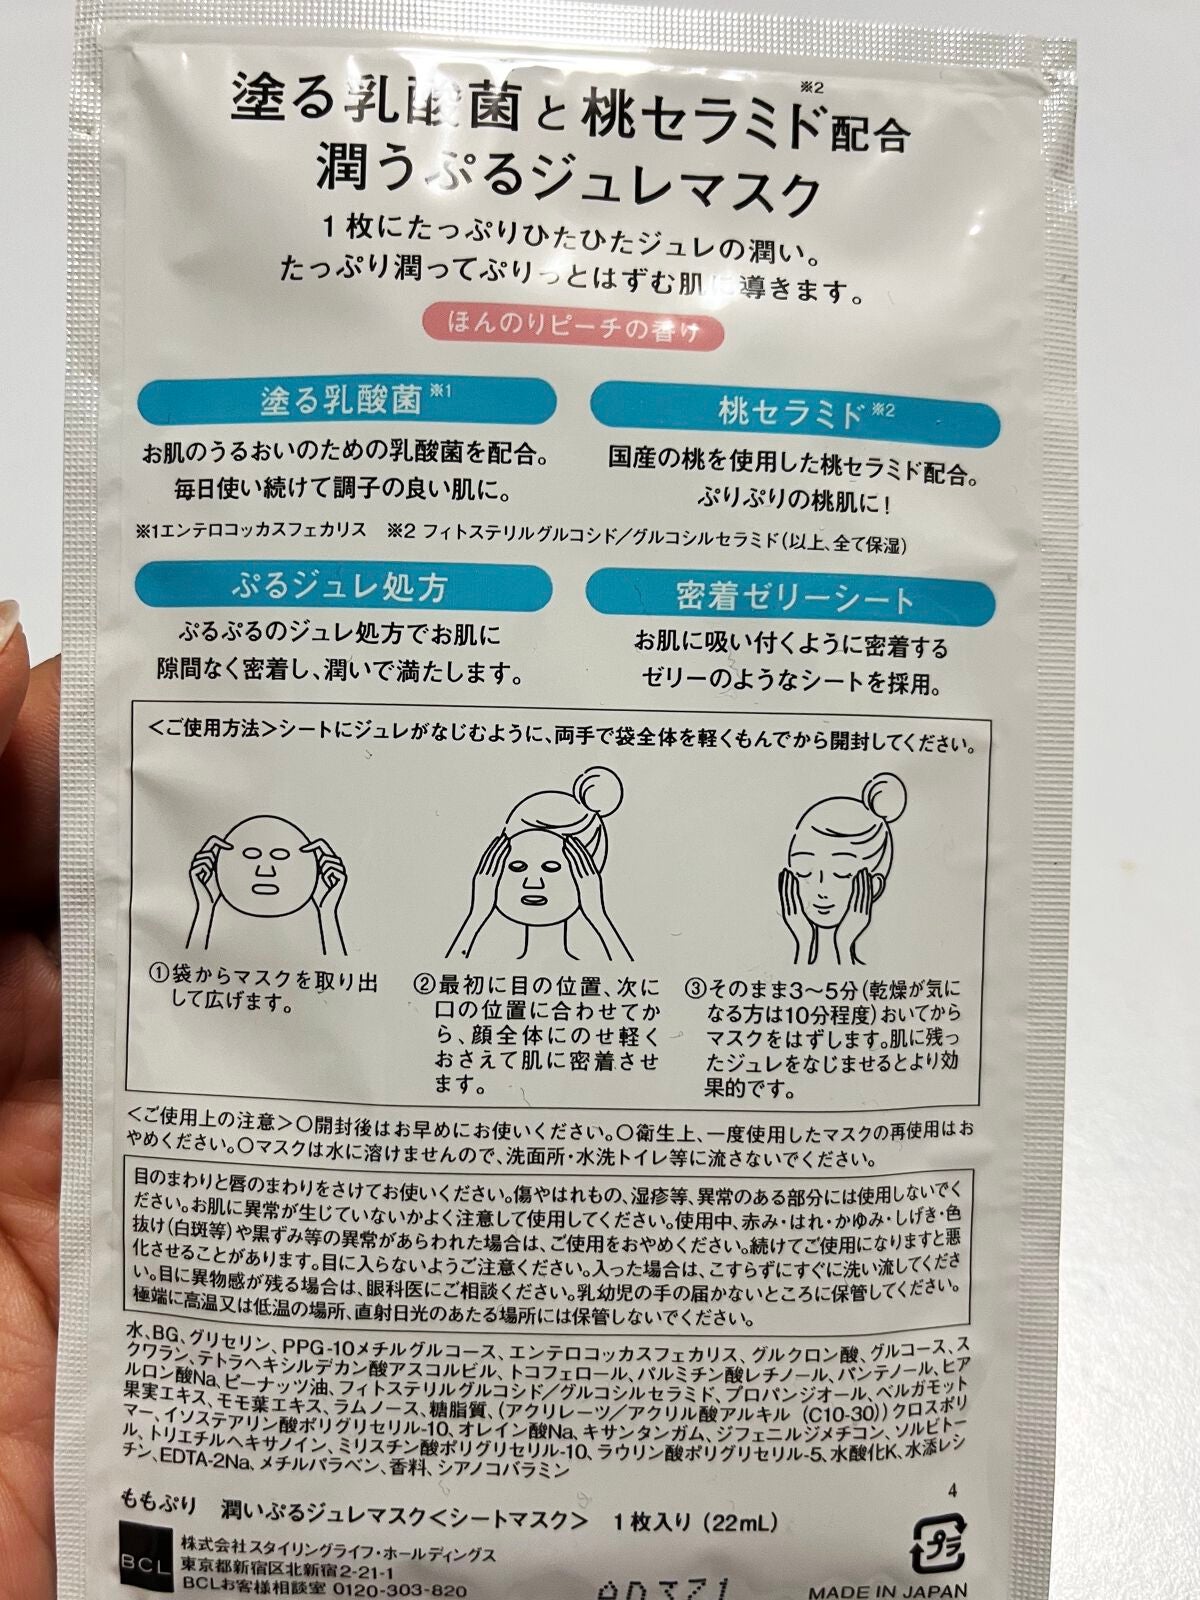 塗る乳酸菌と桃セラミド※2配合
潤うぷるジュレマスク
1枚にたっぷりひたひたジュレの潤い。
たっぷり潤ってぷりっとはずむ肌に導きます。
ほんのりピーチの香り
塗る乳酸菌※1
お肌のうるおいのための乳酸菌を配合。
毎日使い続けて調子の良い肌に。
桃セラミド※2
国産の桃を使用した桃セラミド配合。
ぷりぷりの桃肌に!
※1エンテロコッカスフェカリス ※2 フィトステリルグルコシド/グルコシルセラミド(以上、全て保湿)
ぷるジュレ処方
ぷるぷるのジュレ処方でお肌に
隙間なく密着し、潤いで満たします。
密着ゼリーシート
お肌に吸い付くように密着する
ゼリーのようなシートを採用。
<ご使用方法>シートにジュレがなじむように、両手で袋全体を軽くもんでから開封してください。
①袋からマスクを取り出
して広げます。
②最初に目の位置、次に
口の位置に合わせてか
ら、顔全体にのせ軽く
おさえて肌に密着させ
ます。
③そのまま3〜5分(乾燥が気に
なる方は10分程度)おいてから
マスクをはずします。肌に残っ
たジュレをなじませるとより効
果的です。
<ご使用上の注意>○開封後はお早めにお使いください。○衛生上、一度使用したマスクの再使用はお
やめください。○マスクは水に溶けませんので、洗面所・水洗トイレ等に流さないでください。
目のまわりと唇のまわりをさけてお使いください。傷やはれもの、湿疹等、異常のある部分には使用しないでく
ださい。お肌に異常が生じていないかよく注意して使用してください。使用中、赤み・はれ・かゆみ・しげき・色
抜け(白斑等)や黒ずみ等の異常があらわれた場合は、ご使用をおやめください。続けてご使用になりますと悪
化させることがあります。目に入らないようご注意ください。入った場合は、こすらずにすぐに洗い流してくださ
い。目に異物感が残る場合は、眼科医にご相談ください。乳幼児の手の届かないところに保管してください。
極端に高温又は低温の場所、直射日光のあたる場所には保管しないでください。
水、BG、グリセリン、PPG-10メチルグルコース、エンテロコッカスフェカリス、グルクロン酸、グルコース、ス
クワラン、テトラヘキシルデカン酸アスコルビル、トコフェロール、パルミチン酸レチノール、パンテノール、ヒア
ルロン酸Na、ピーナッツ油、フィトステリルグルコシド/グルコシルセラミド、プロパンジオール、ベルガモット
果実エキス、モモ葉エキス、ラムノース、糖脂質、(アクリレーツ/アクリル酸アルキル(C10-30))クロスポリ
マー、イソステアリン酸ポリグリセリル-10、オレイン酸Na、キサンタンガム、ジフェニルジメチコン、ソルビトー
ル、トリエチルヘキサノイン、ミリスチン酸ポリグリセリル-10、ラウリン酸ポリグリセリル-5、水酸化K、水添レシ
チン、EDTA-2Na、メチルパラベン、香料、シアノコバラミン
4
ももぷり 潤いぷるジュレマスク<シートマスク> 1枚入り(22mL)
BCL
株式会社スタイリングライフ・ホールディングス
東京都新宿区北新宿2-21-1
BCLお客様相談室 0120-303-820
プラ
MADE IN JAPAN